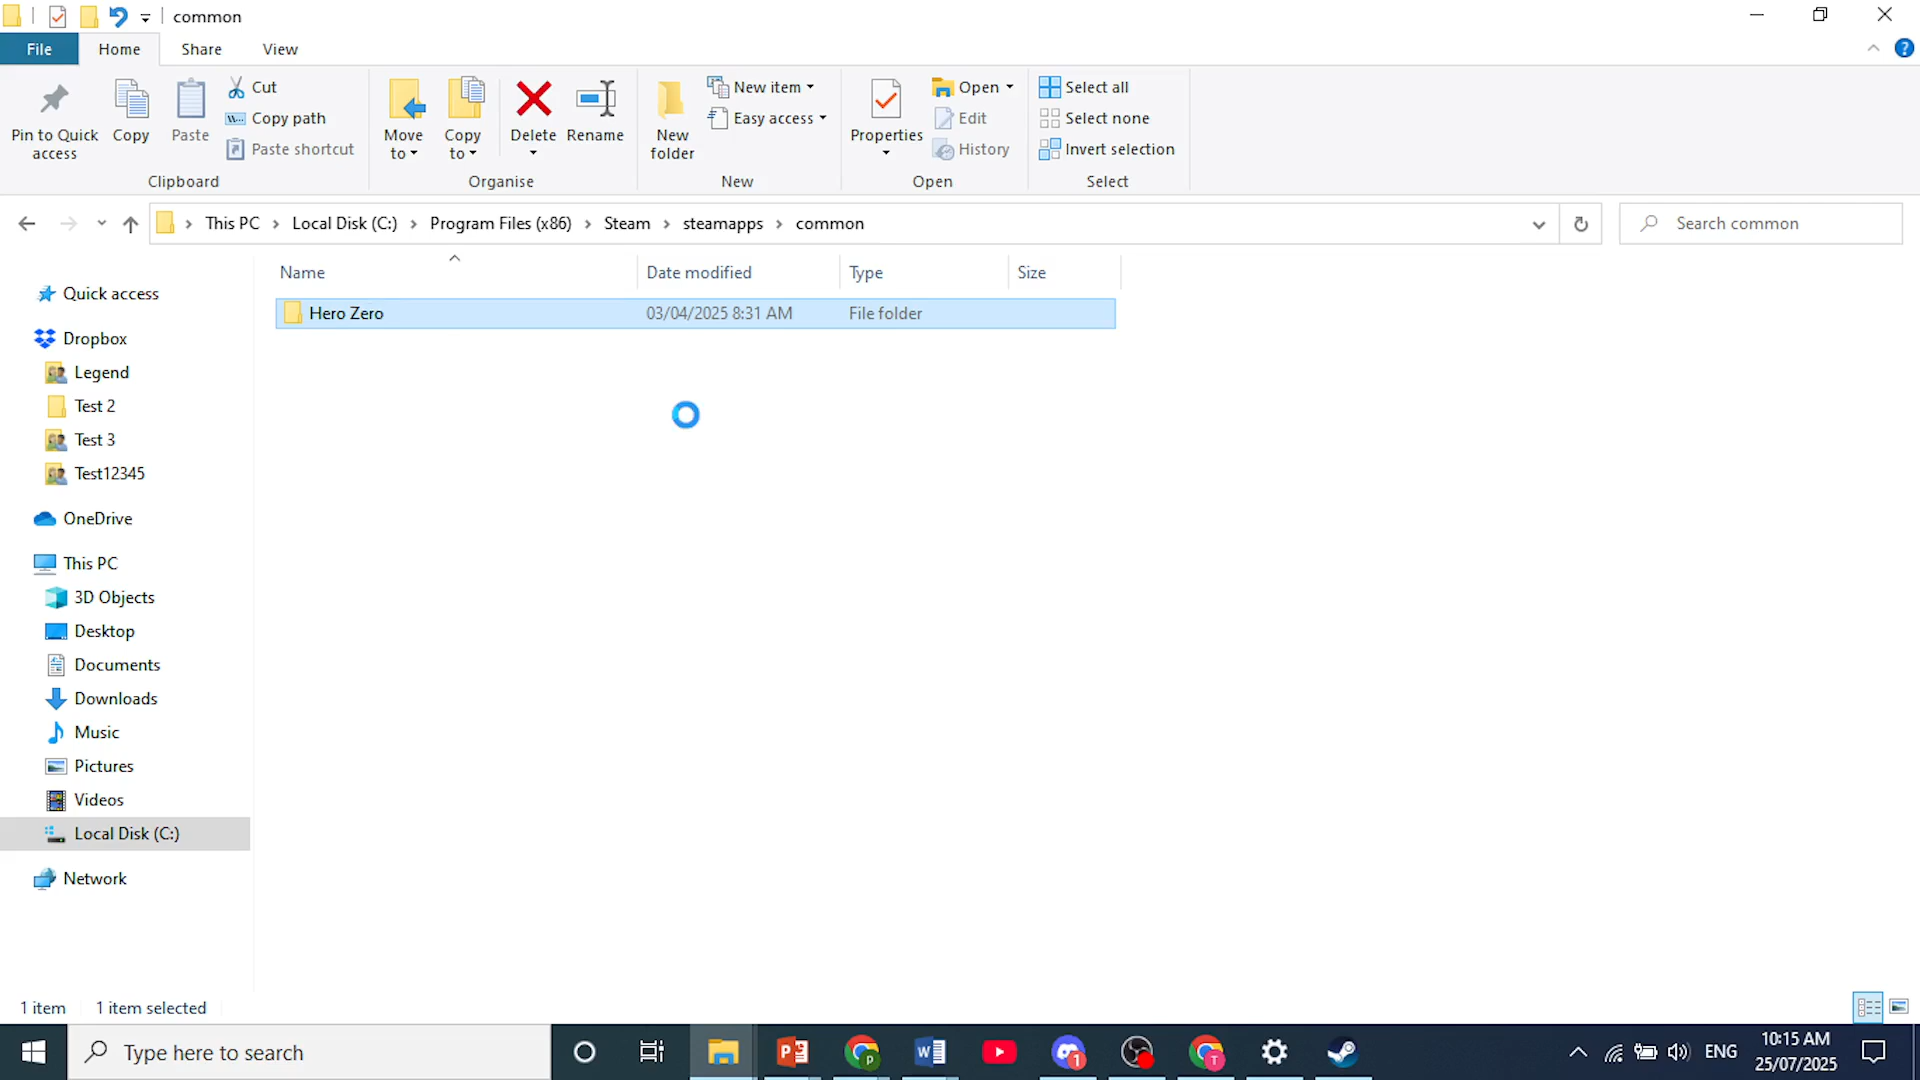 common
File Home Share View
Pin to Quick access
Copy
Paste
Cut
Copy path
Paste shortcut
Clipboard
Move to
Copy to
Delete
Rename
Organise
New folder
New item
Easy access
New
Properties
Open
Edit
History
Open
Select all
Select none
Invert selection
Select
This PC Local Disk (C:) Program Files (x86) Steam steamapps common
Search common
Name Date modified Type Size
Hero Zero 03/04/2025 8:31 AM File folder
Quick access
Dropbox
Legend
Test 2
Test 3
Test12345
OneDrive
This PC
3D Objects
Desktop
Documents
Downloads
Music
Pictures
Videos
Local Disk (C:)
Network
1 item 1 item selected
Type here to search
ENG
10:15 AM
25/07/2025